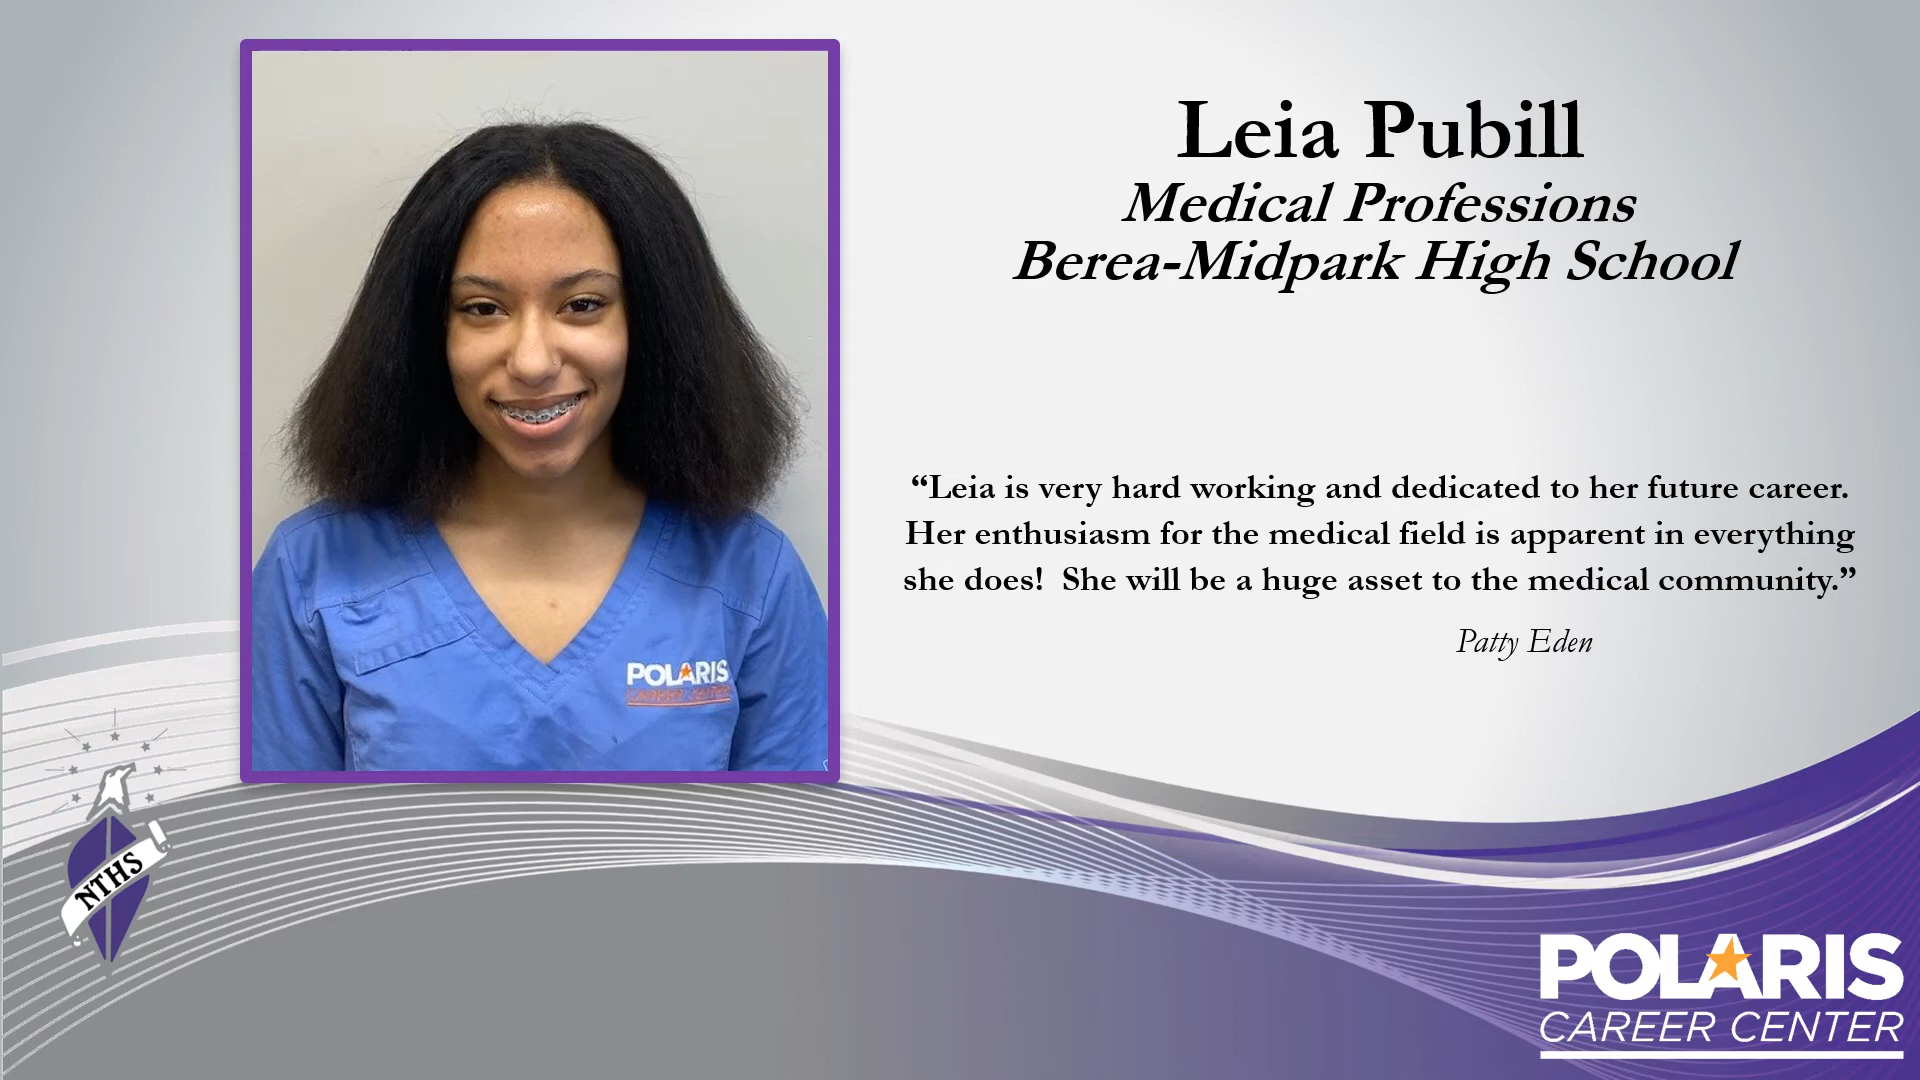 Leia Pubill
Medical Professions
Berea-Midpark High School
“Leia is very hard working and dedicated to her future career.
Her enthusiasm for the medical field is apparent in everything
she does!  She will be a huge asset to the medical community.”
Patty Eden
POLARIS
CAREER CENTER
NTHS
POLARIS
CAREER CENTER